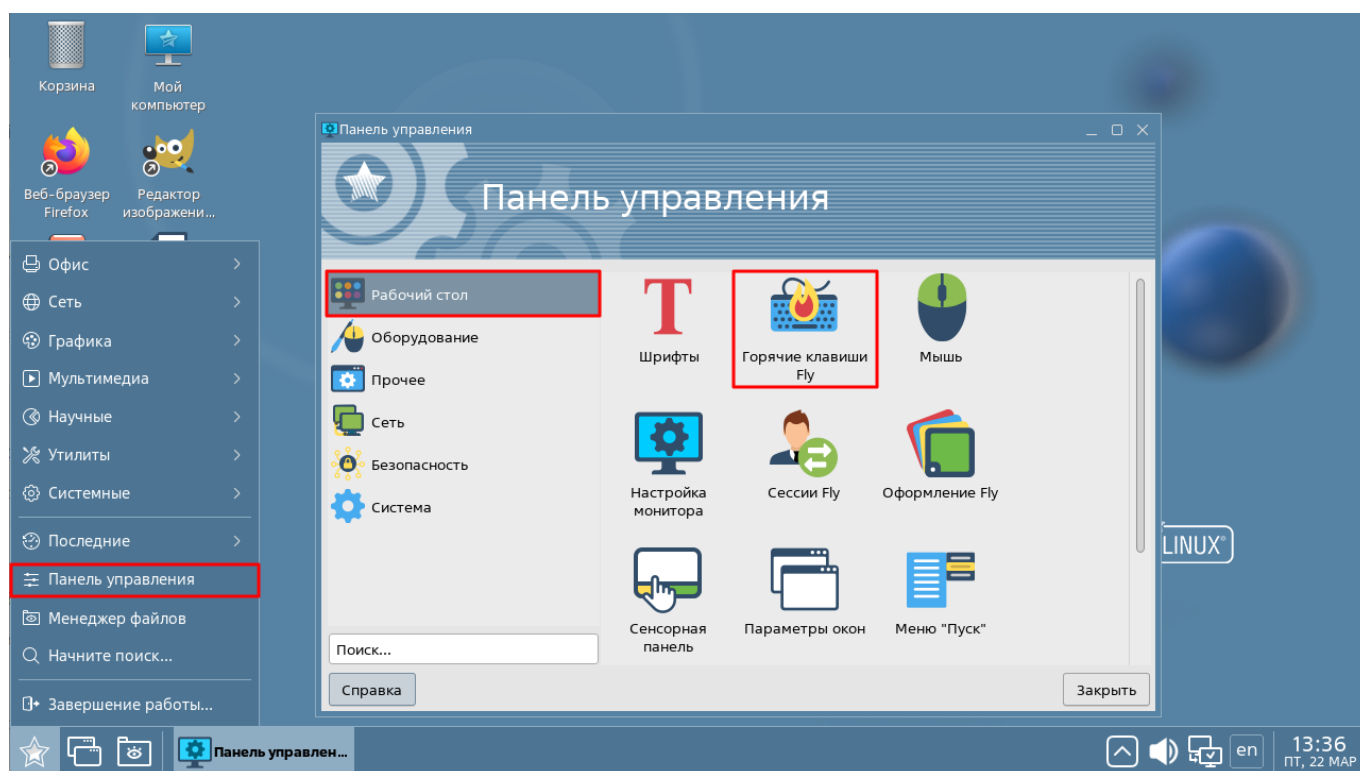 Корзина
Мой
компьютер
Веб-браузер
Firefox
Редактор
изображени...
Офис
Сеть
Графика
Мультимедиа
Научные
Утилиты
Системные
Последние
Панель управления
Менеджер файлов
Начните поиск...
Завершение работы...
Панель управления
Панель управления
Рабочий стол
Оборудование
Прочее
Сеть
Безопасность
Система
Поиск...
Шрифты
Горячие клавиши
Fly
Мышь
Настройка
монитора
Сессии Fly
Оформление Fly
Сенсорная
панель
Параметры окон
Меню "Пуск"
Справка
Закрыть
LINUX®
Панель управлен...
en
13:36
ПТ, 22 МАР